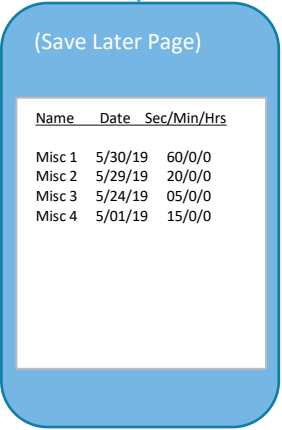 (Save Later Page)
Name Date Sec/Min/Hrs
Misc 1 5/30/19 60/0/0
Misc 2 5/29/19 20/0/0
Misc 3 5/24/19 05/0/0
Misc 4 5/01/19 15/0/0